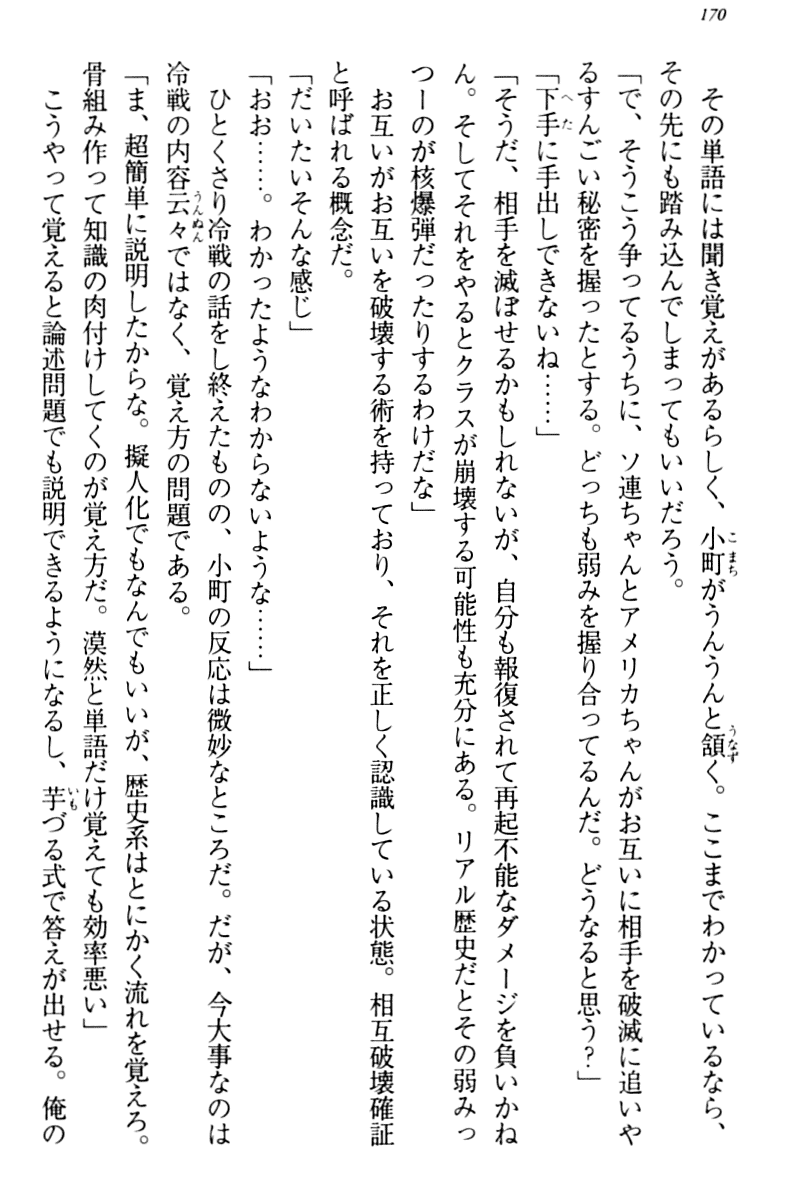 170
その単語には聞き覚えがあるらしく、小町がうんうんと頷く。ここまでわかっているなら、
その先にも踏み込んでしまってもいいだろう。
「で、そうこう争ってるうちに、ソ連ちゃんとアメリカちゃんがお互いに相手を破滅に追いや
るすんごい秘密を握ったとする。どっちも弱みを握り合ってるんだ。どうなると思う？」
「下手に手出しできないね……」
「そうだ、相手を滅ぼせるかもしれないが、自分も報復されて再起不能なダメージを負いかね
ん。そしてそれをやるとクラスが崩壊する可能性も充分にある。リアル歴史だとその弱みっ
つーのが核爆弾だったりするわけだな」
お互いがお互いを破壊する術を持っており、それを正しく認識している状態。相互破壊確証
と呼ばれる概念だ。
「だいたいそんな感じ」
「おお……。わかったようなわからないような……」
ひとくさり冷戦の話をし終えたものの、小町の反応は微妙なところだ。だが、今大事なのは
冷戦の内容云々ではなく、覚え方の問題である。
「ま、超簡単に説明したからな。擬人化でもなんでもいいが、歴史系はとにかく流れを覚えろ。
骨組み作って知識の肉付けしてくのが覚え方だ。漠然と単語だけ覚えても効率悪い」
こうやって覚えると論述問題でも説明できるようになるし、芋づる式で答えが出せる。俺の